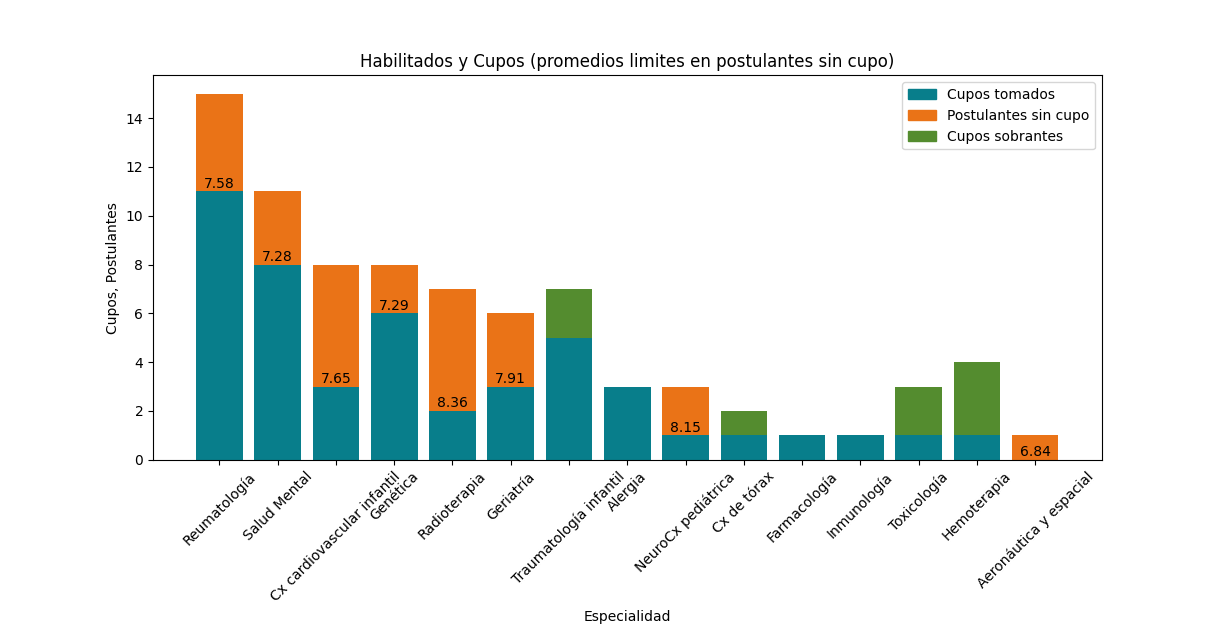 Habilitados y Cupos (promedios limites en postulantes sin cupo)
Cupos tomados
Postulantes sin cupo
Cupos sobrantes
Cupos, Postulantes
14
12
10
8
6
4
2
0
7.58
7.28
7.65
7.29
8.36
7.91
8.15
6.84
Reumatología
Salud Mental
Cx cardiovascular infantil
Genética
Radioterapia
Geriatría
Traumatología infantil
Alergia
NeuroCx pediátrica
Cx de tórax
Farmacología
Inmunología
Toxicología
Hemoterapia
Aeronáutica y espacial
Especialidad